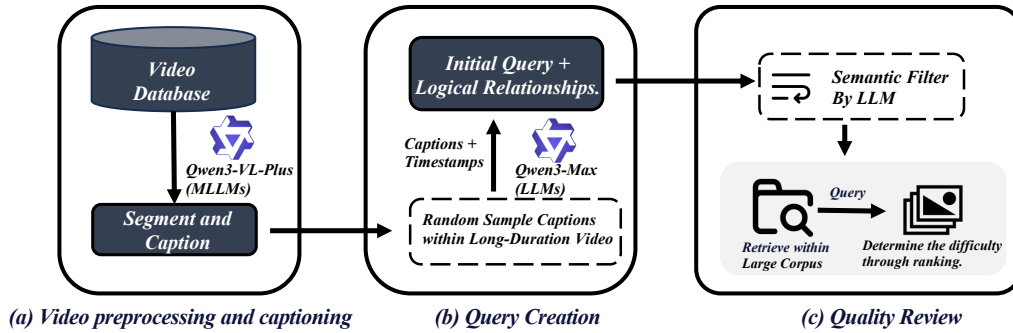 Video
Database
Qwen3-VL-Plus
(MLLMs)
Segment and
Caption
(a) Video preprocessing and captioning
Initial Query +
Logical Relationships.
Captions +
Timestamps
Qwen3-Max
(LLMs)
Random Sample Captions
within Long-Duration Video
(b) Query Creation
Semantic Filter
By LLM
Query
Retrieve within
Large Corpus
Determine the difficulty
through ranking.
(c) Quality Review